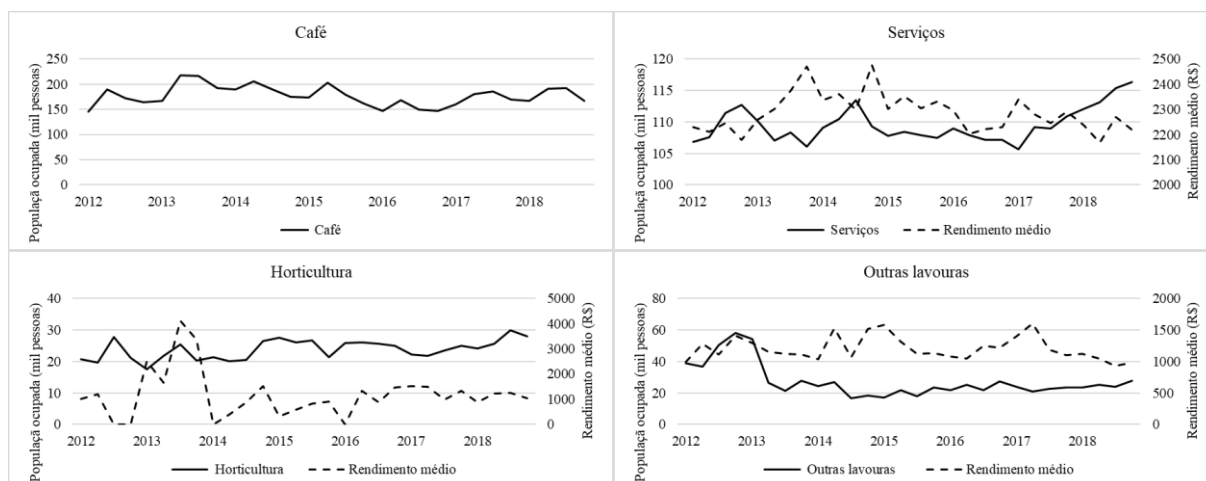 Café
Populaçã ocupada (mil pessoas)
250
200
150
100
50
0
2012 2013 2014 2015 2016 2017 2018
Café
Serviços
Populaçã ocupada (mil pessoas)
120
115
110
105
100
2500
2400
2300
2200
2100
2000
Rendimento médio (R$)
2012 2013 2014 2015 2016 2017 2018
Serviços Rendimento médio
Horticultura
Populaçã ocupada (mil pessoas)
40
30
20
10
0
5000
4000
3000
2000
1000
0
Rendimento médio (R$)
2012 2013 2014 2015 2016 2017 2018
Horticultura Rendimento médio
Outras lavouras
Populaçã ocupada (mil pessoas)
80
60
40
20
0
2000
1500
1000
500
0
Rendimento médio (R$)
2012 2013 2014 2015 2016 2017 2018
Outras lavouras Rendimento médio